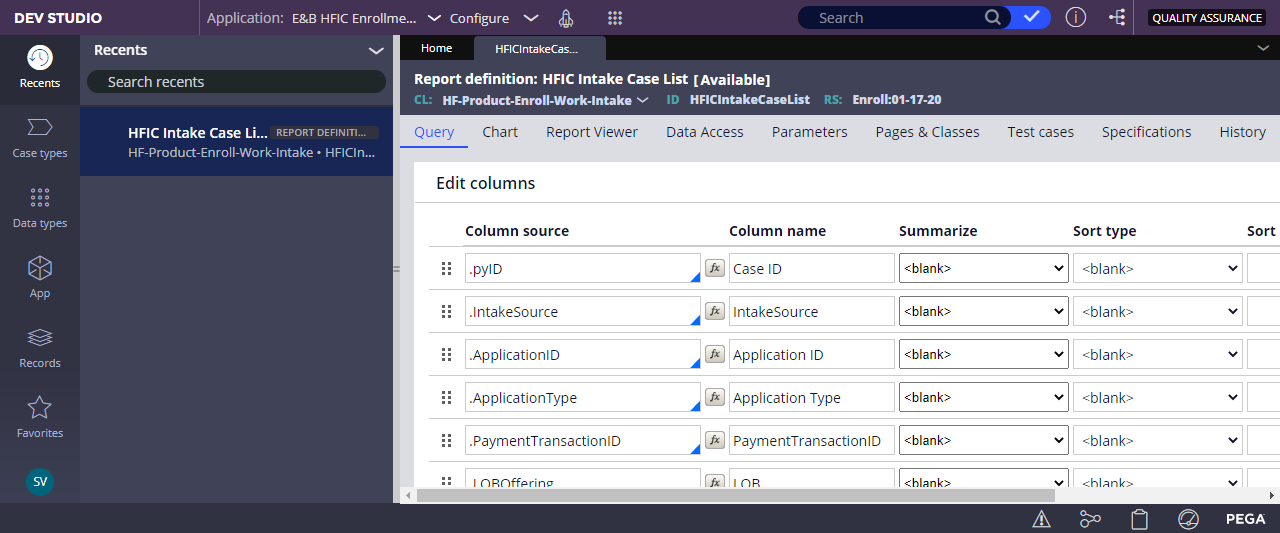 DEV STUDIO
Application: E&B HFIC Enrollme...
Configure
Search
QUALITY ASSURANCE
Recents
Case types
Data types
App
Records
Favorites
SV
Recents
Search recents
HFIC Intake Case Li... REPORT DEFINITI...
HF-Product-Enroll-Work-Intake • HFICIn...
Home
HFICIntakeCas...
Report definition: HFIC Intake Case List [Available]
CL: HF-Product-Enroll-Work-Intake ID HFICIntakeCaseList RS: Enroll:01-17-20
Query Chart Report Viewer Data Access Parameters Pages & Classes Test cases Specifications History
Edit columns
Column source Column name Summarize Sort type Sort
.pyID fx Case ID <blank> <blank>
.IntakeSource fx IntakeSource <blank> <blank>
.ApplicationID fx Application ID <blank> <blank>
.ApplicationType fx Application Type <blank> <blank>
.PaymentTransactionID fx PaymentTransactionID <blank> <blank>
.LOBOffering fx LOB <blank> <blank>
PEGA